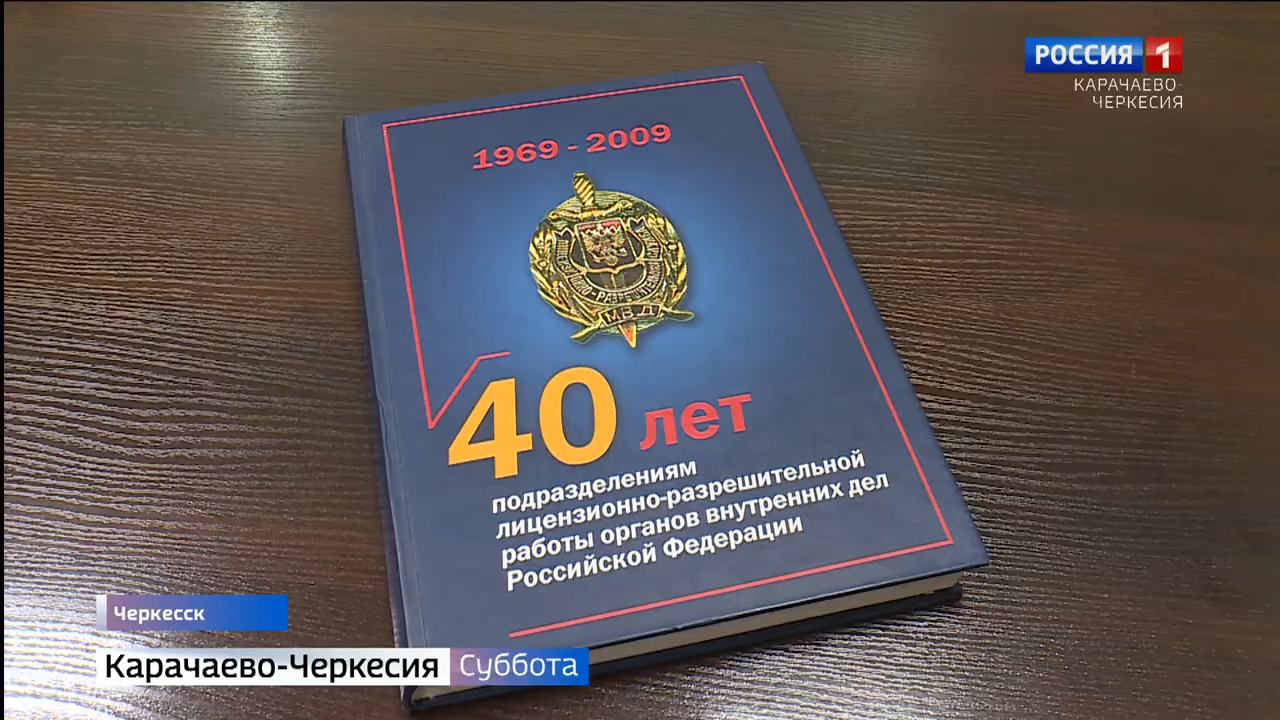 РОССИЯ 1
КАРАЧАЕВО-
ЧЕРКЕСИЯ
1969 - 2009
РАЗРЕШИТЕЛЬНАЯ
МВД
40 лет
подразделениям
лицензионно-разрешительной
работы органов внутренних дел
Российской Федерации
Черкесск
Карачаево-Черкесия Суббота